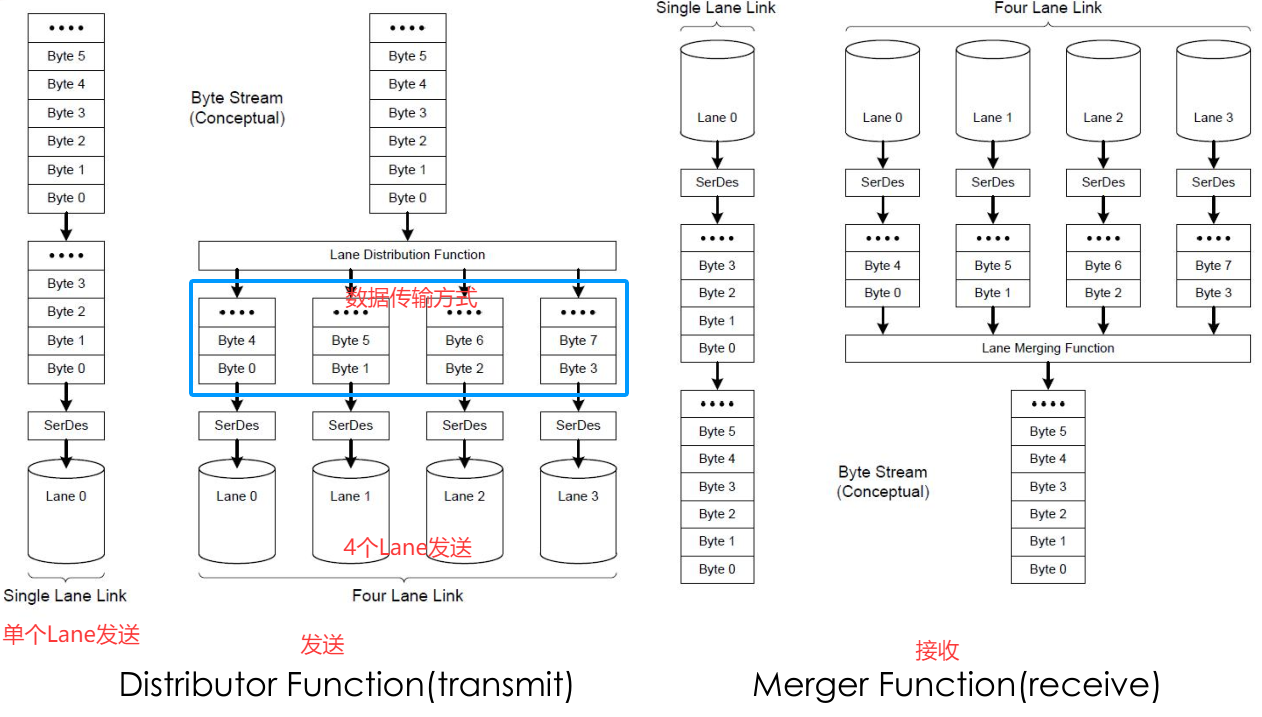 ••••
Byte 5
Byte 4
Byte 3
Byte 2
Byte 1
Byte 0
••••
Byte 3
Byte 2
Byte 1
Byte 0
SerDes
Lane 0
Single Lane Link
单个Lane发送
Byte Stream
(Conceptual)
••••
Byte 5
Byte 4
Byte 3
Byte 2
Byte 1
Byte 0
Lane Distribution Function
数据传输方式
•••• •••• •••• ••••
Byte 4 Byte 5 Byte 6 Byte 7
Byte 0 Byte 1 Byte 2 Byte 3
SerDes SerDes SerDes SerDes
Lane 0 Lane 1 Lane 2 Lane 3
4个Lane发送
Four Lane Link
发送
Distributor Function(transmit)
Single Lane Link
Lane 0
SerDes
••••
Byte 3
Byte 2
Byte 1
Byte 0
••••
Byte 5
Byte 4
Byte 3
Byte 2
Byte 1
Byte 0
Four Lane Link
Lane 0 Lane 1 Lane 2 Lane 3
SerDes SerDes SerDes SerDes
•••• •••• •••• ••••
Byte 4 Byte 5 Byte 6 Byte 7
Byte 0 Byte 1 Byte 2 Byte 3
Lane Merging Function
••••
Byte 5
Byte 4
Byte 3
Byte 2
Byte 1
Byte 0
Byte Stream
(Conceptual)
接收
Merger Function(receive)